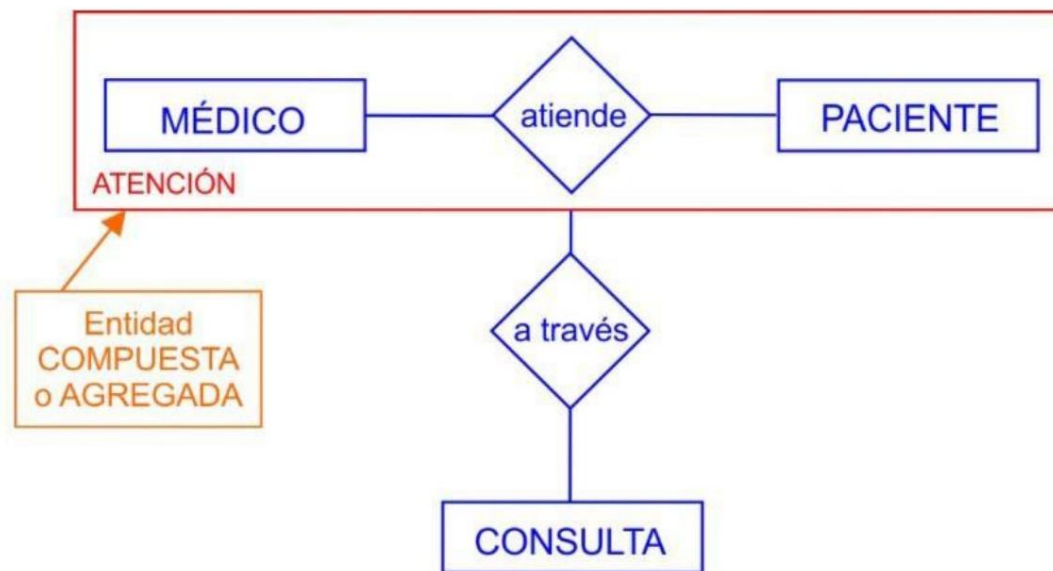 MÉDICO
atiende
PACIENTE
ATENCIÓN
Entidad
COMPUESTA
o AGREGADA
a través
CONSULTA